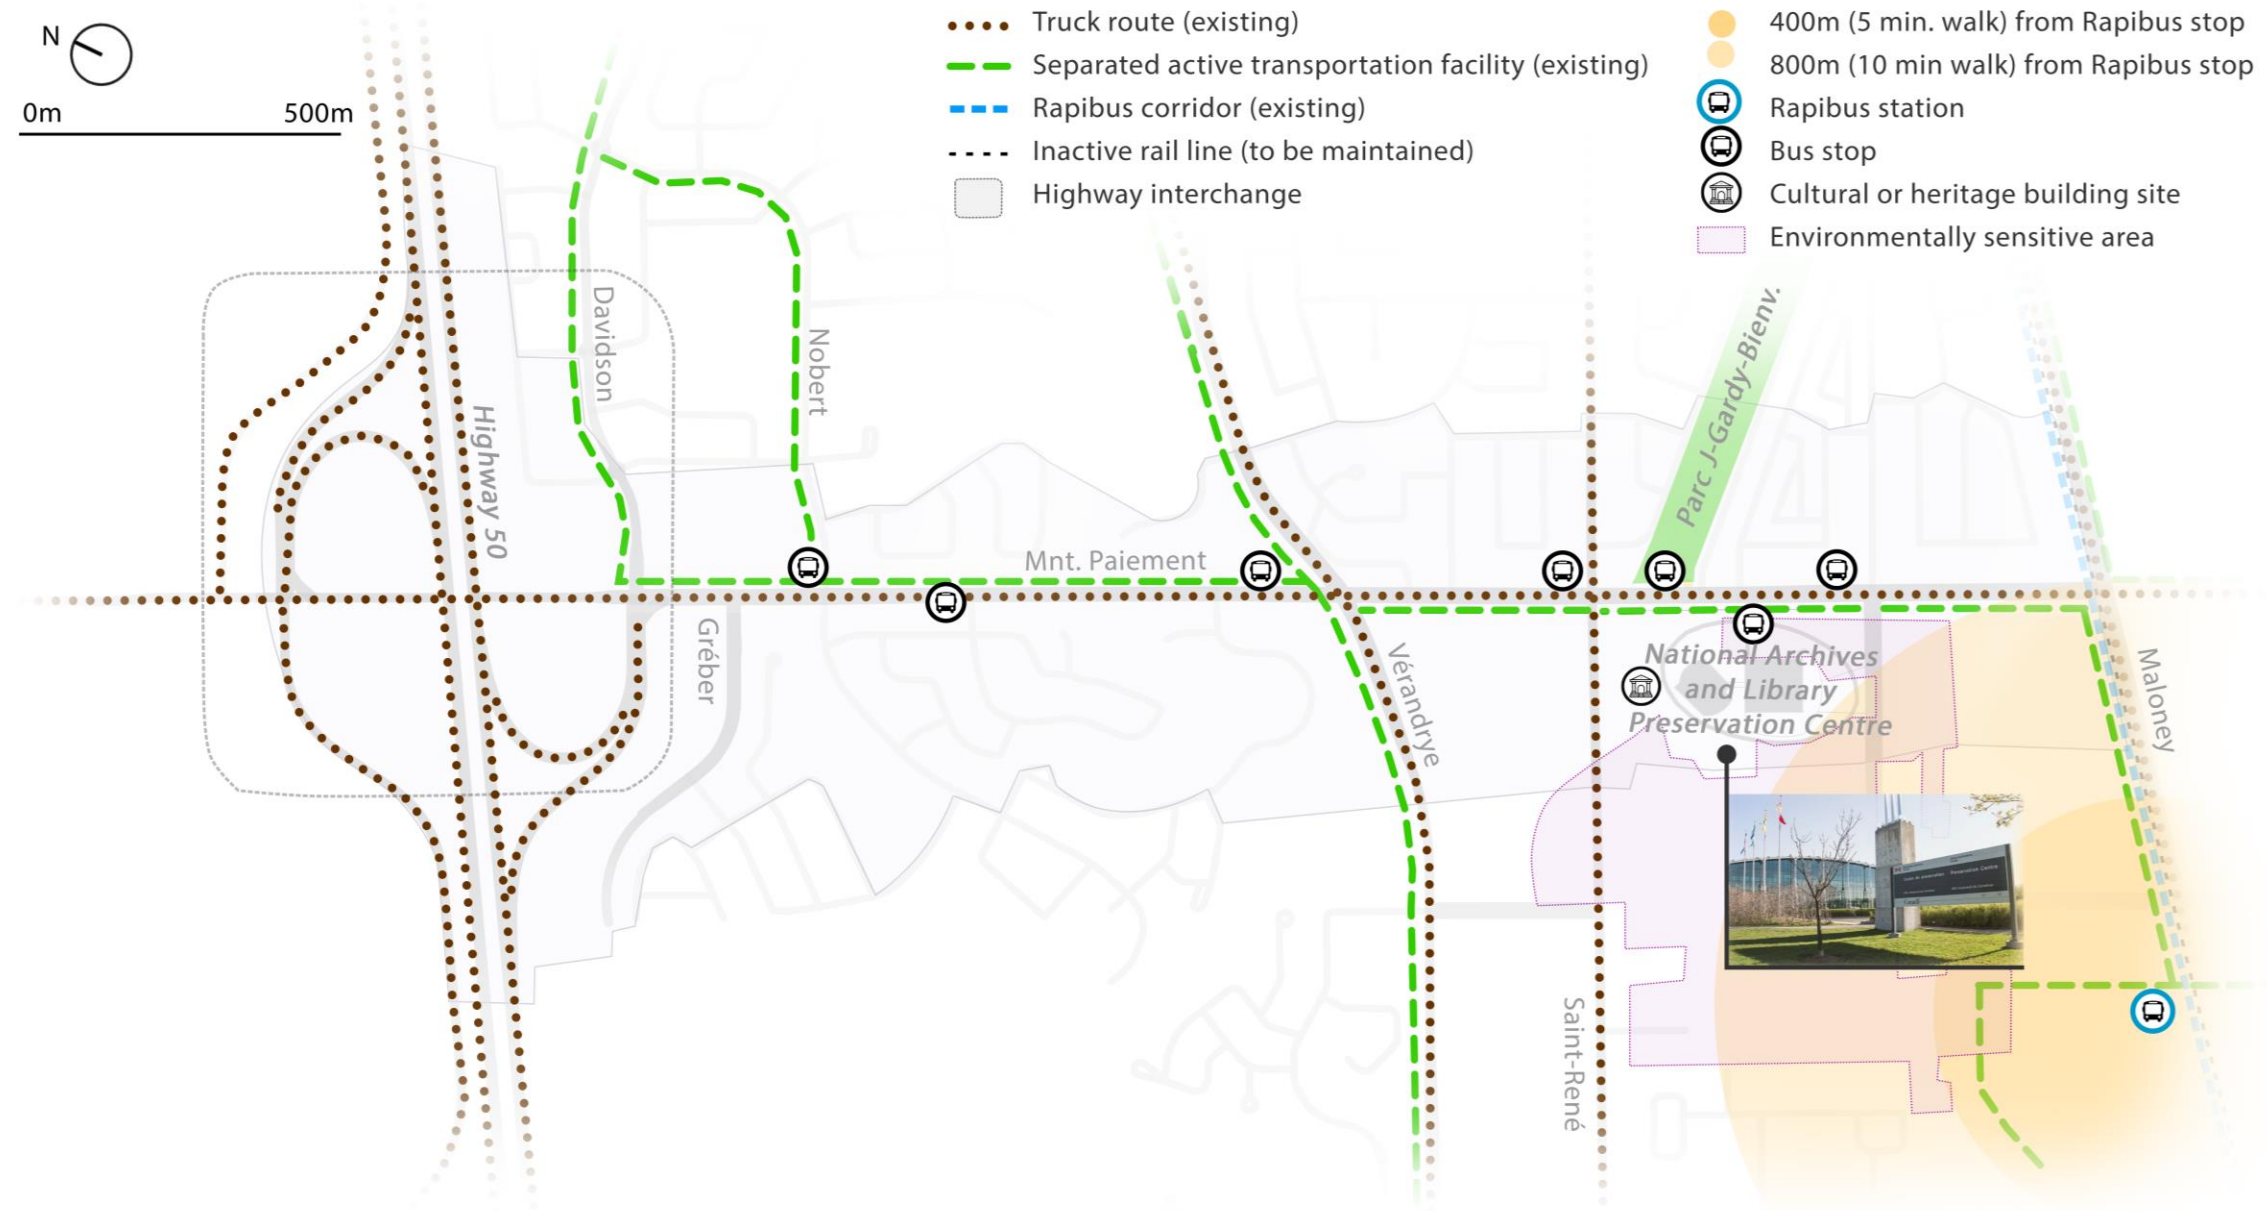 N
0m 500m
Truck route (existing)
Separated active transportation facility (existing)
Rapibus corridor (existing)
Inactive rail line (to be maintained)
Highway interchange
400m (5 min. walk) from Rapibus stop
800m (10 min walk) from Rapibus stop
Rapibus station
Bus stop
Cultural or heritage building site
Environmentally sensitive area
Davidson
Nobert
Highway 50
Parc J-Gardy-Bienv.
Mnt. Paiement
Gréber
Vérandrye
National Archives
and Library
Preservation Centre
Maloney
Saint-René